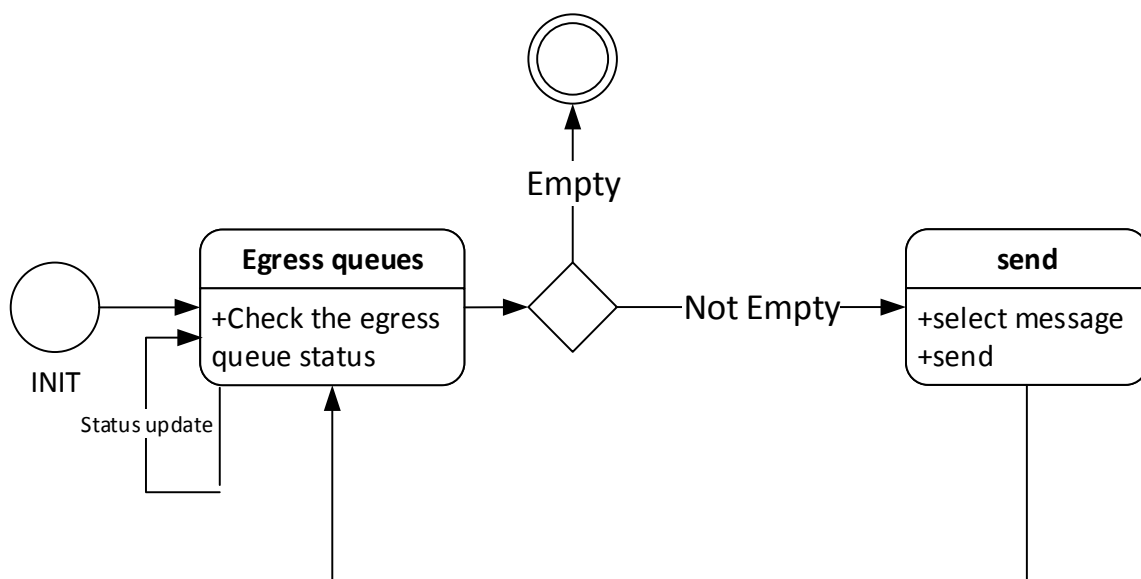 Empty
Egress queues
+Check the egress
queue status
INIT
Status update
Not Empty
send
+select message
+send